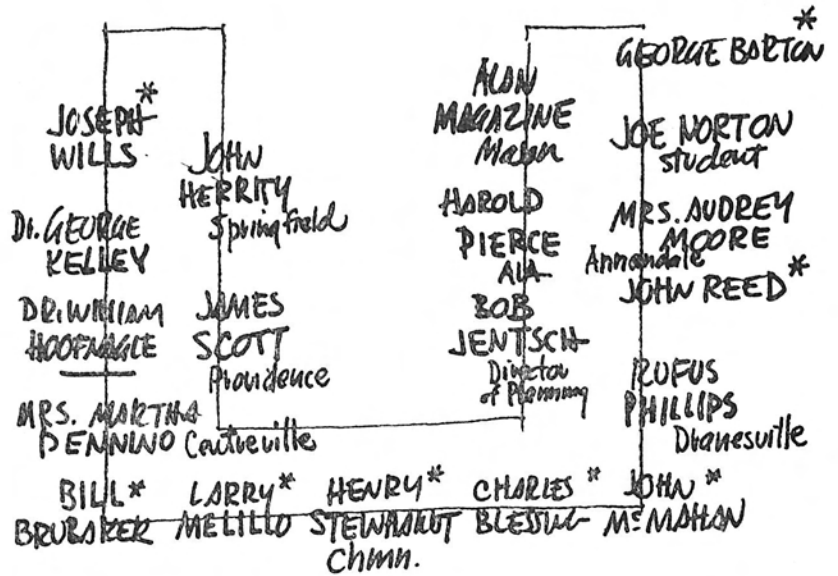 JOSEPH*
WILLS
JOHN
HERRITY
Springfield
Dr. GEORGE
KELLEY
DR. WILLIAM
HOOFNAGLE
JAMES
SCOTT
Providence
MRS. MARTHA
PENNINO Centreville
ALAN
MAGAZINE
Mason
HAROLD
PIERCE
AIA
BOB
JENTSCH
Director
of Planning
GEORGE BARTON*
JOE NORTON
student
MRS. AUDREY
MOORE
Annandale
JOHN REED*
RUFUS
PHILLIPS
Dranesville
BILL*
BRUBAKER
LARRY*
MELILLO
HENRY*
STEINHARDT
Chmn.
CHARLES*
BLESSING
JOHN*
McMAHAN